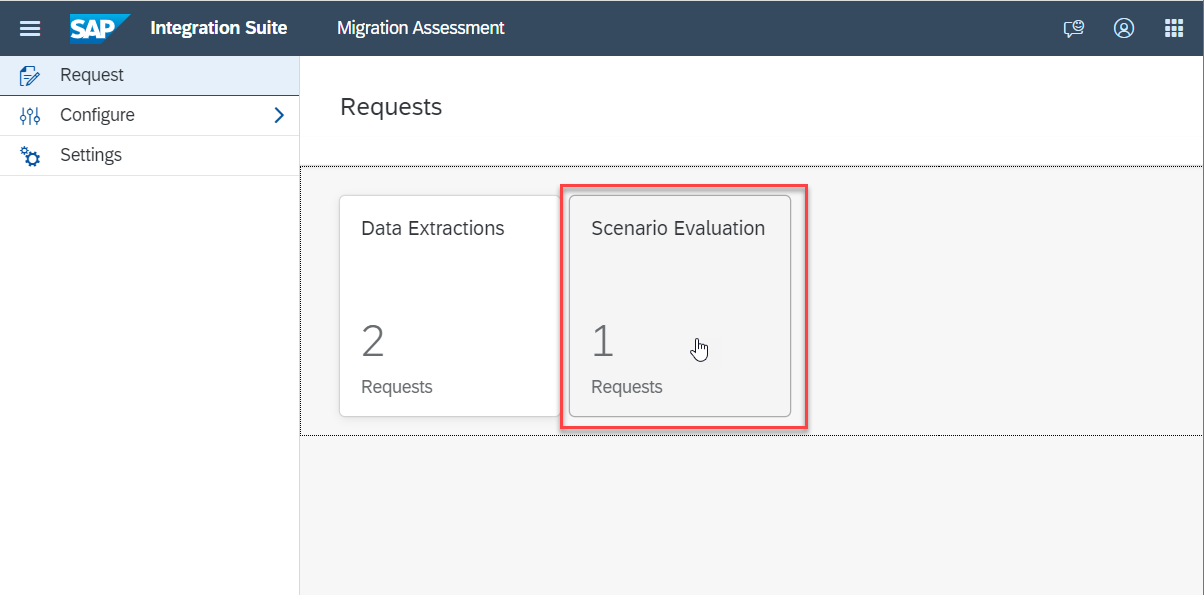 SAP Integration Suite Migration Assessment
Request
Configure
Settings
Requests
Data Extractions
2
Requests
Scenario Evaluation
1
Requests